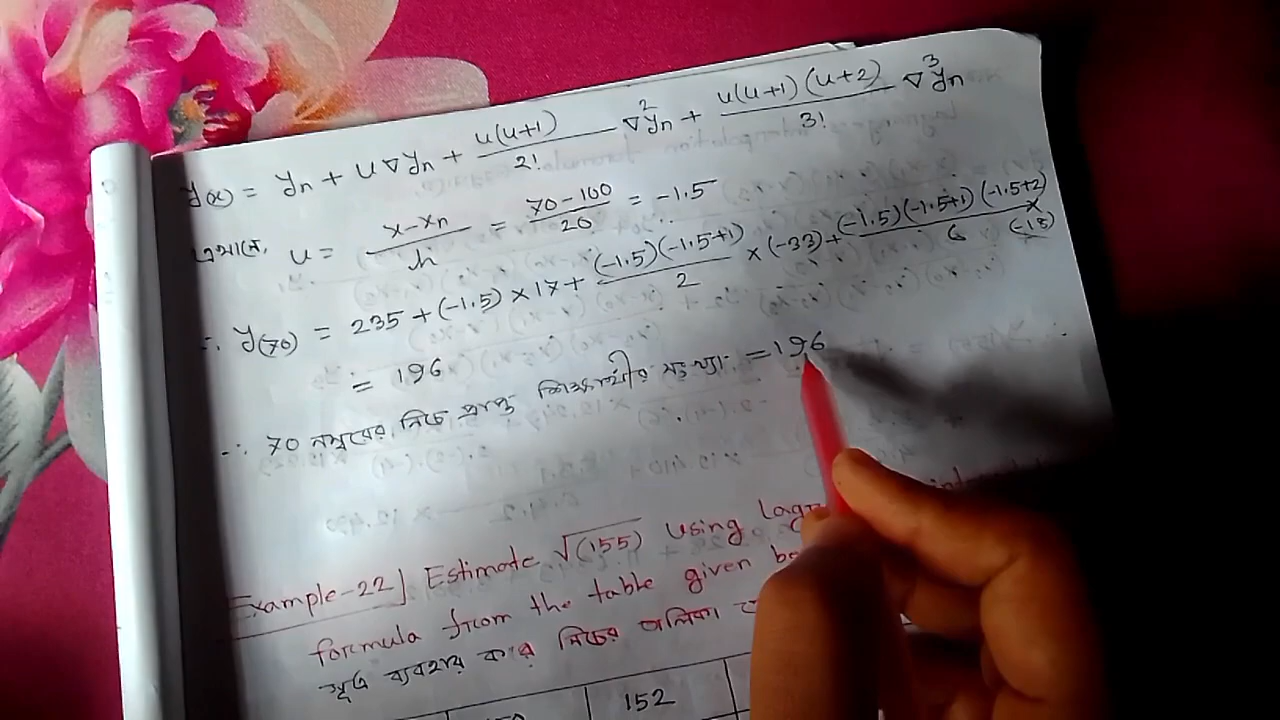 y(x) = yn + u ∇yn + u(u+1)/2! ∇²yn + u(u+1)(u+2)/3! ∇³yn
এখানে, u = x-xn/h = 70-100/20 = -1.5
∴ y(70) = 235 + (-1.5) × 17 + (-1.5)(-1.5+1)/2 × (-33) + (-1.5)(-1.5+1)(-1.5+2)/6 × (-15)
= 196
∴ 70 নম্বরের নিচে প্রাপ্ত শিক্ষার্থীর সংখ্যা = 196
Example-22] Estimate √(155) using
formula from the table given
সূত্র ব্যবহার করে নিচের তালিকা
152